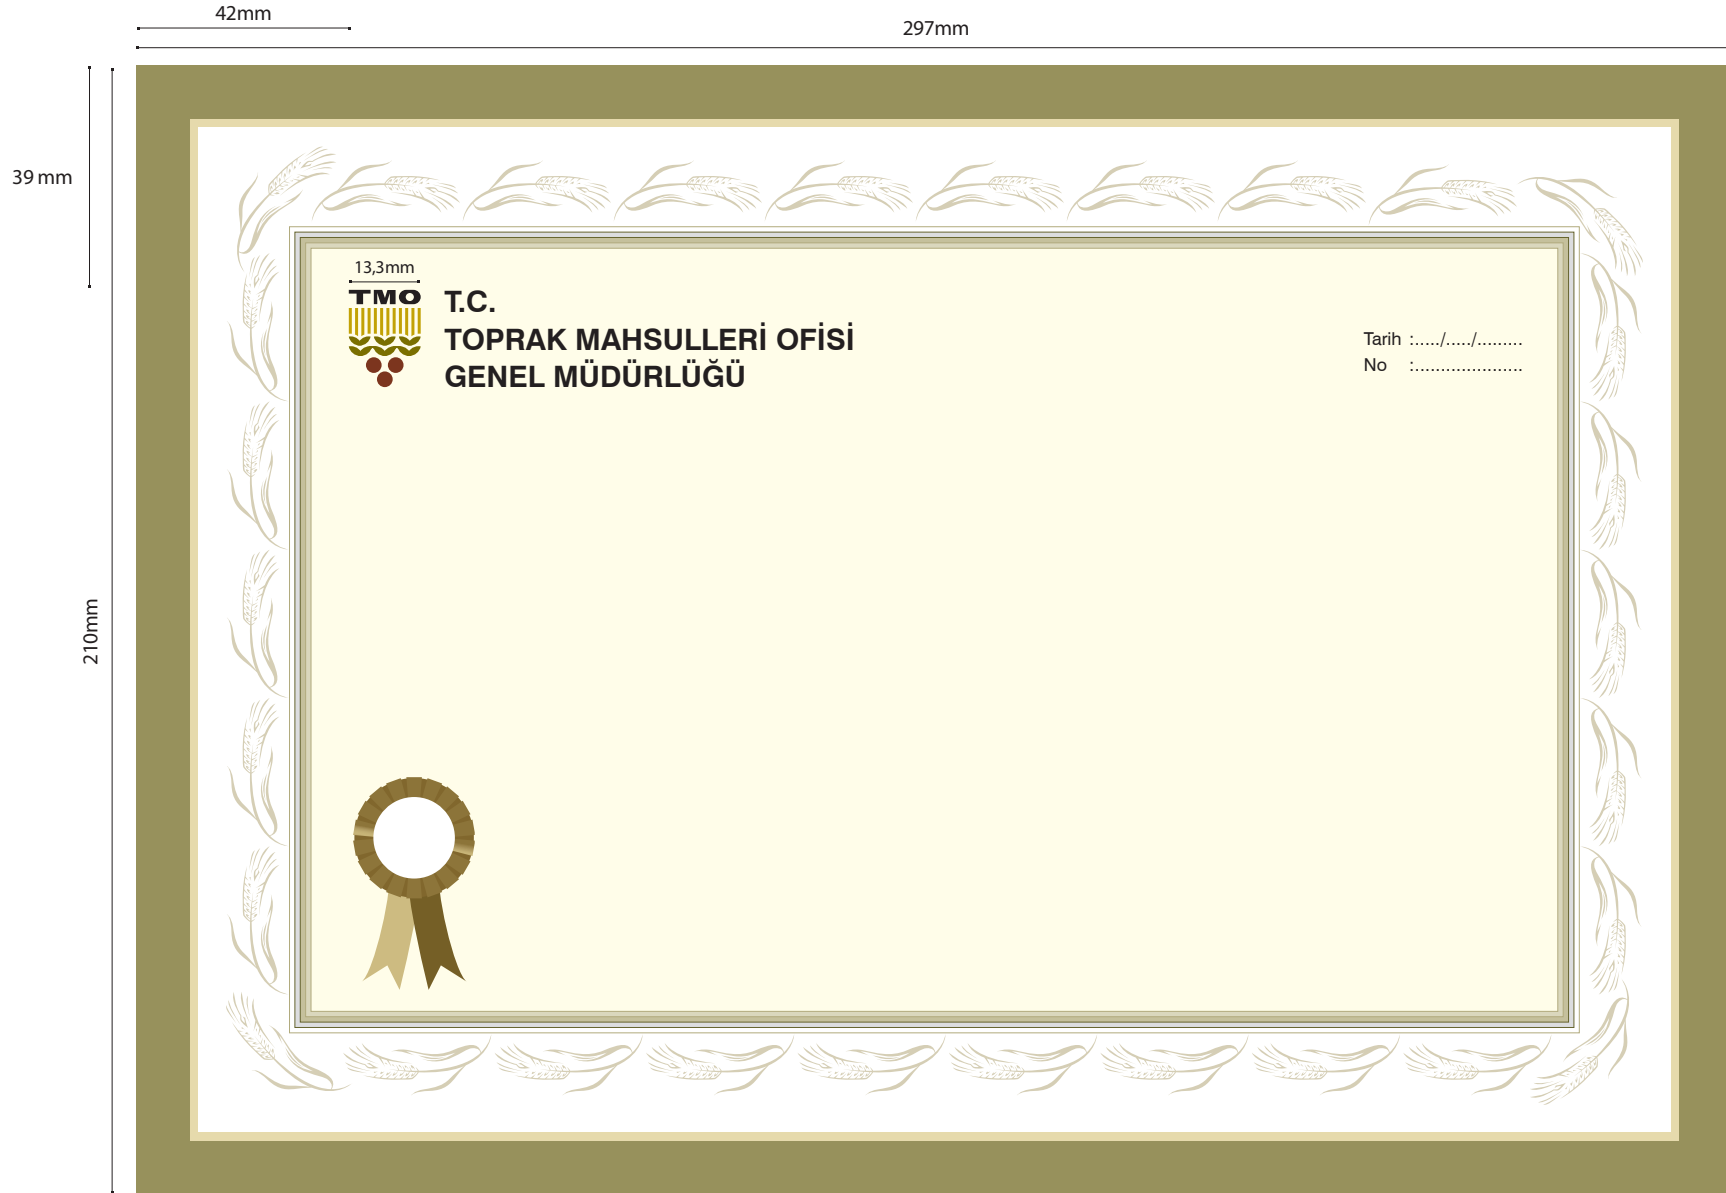 42mm
297mm
39 mm
13,3mm
TMO
T.C.
TOPRAK MAHSULLERİ OFİSİ
GENEL MÜDÜRLÜĞÜ
Tarih :...../...../.........
No :.....................
210mm